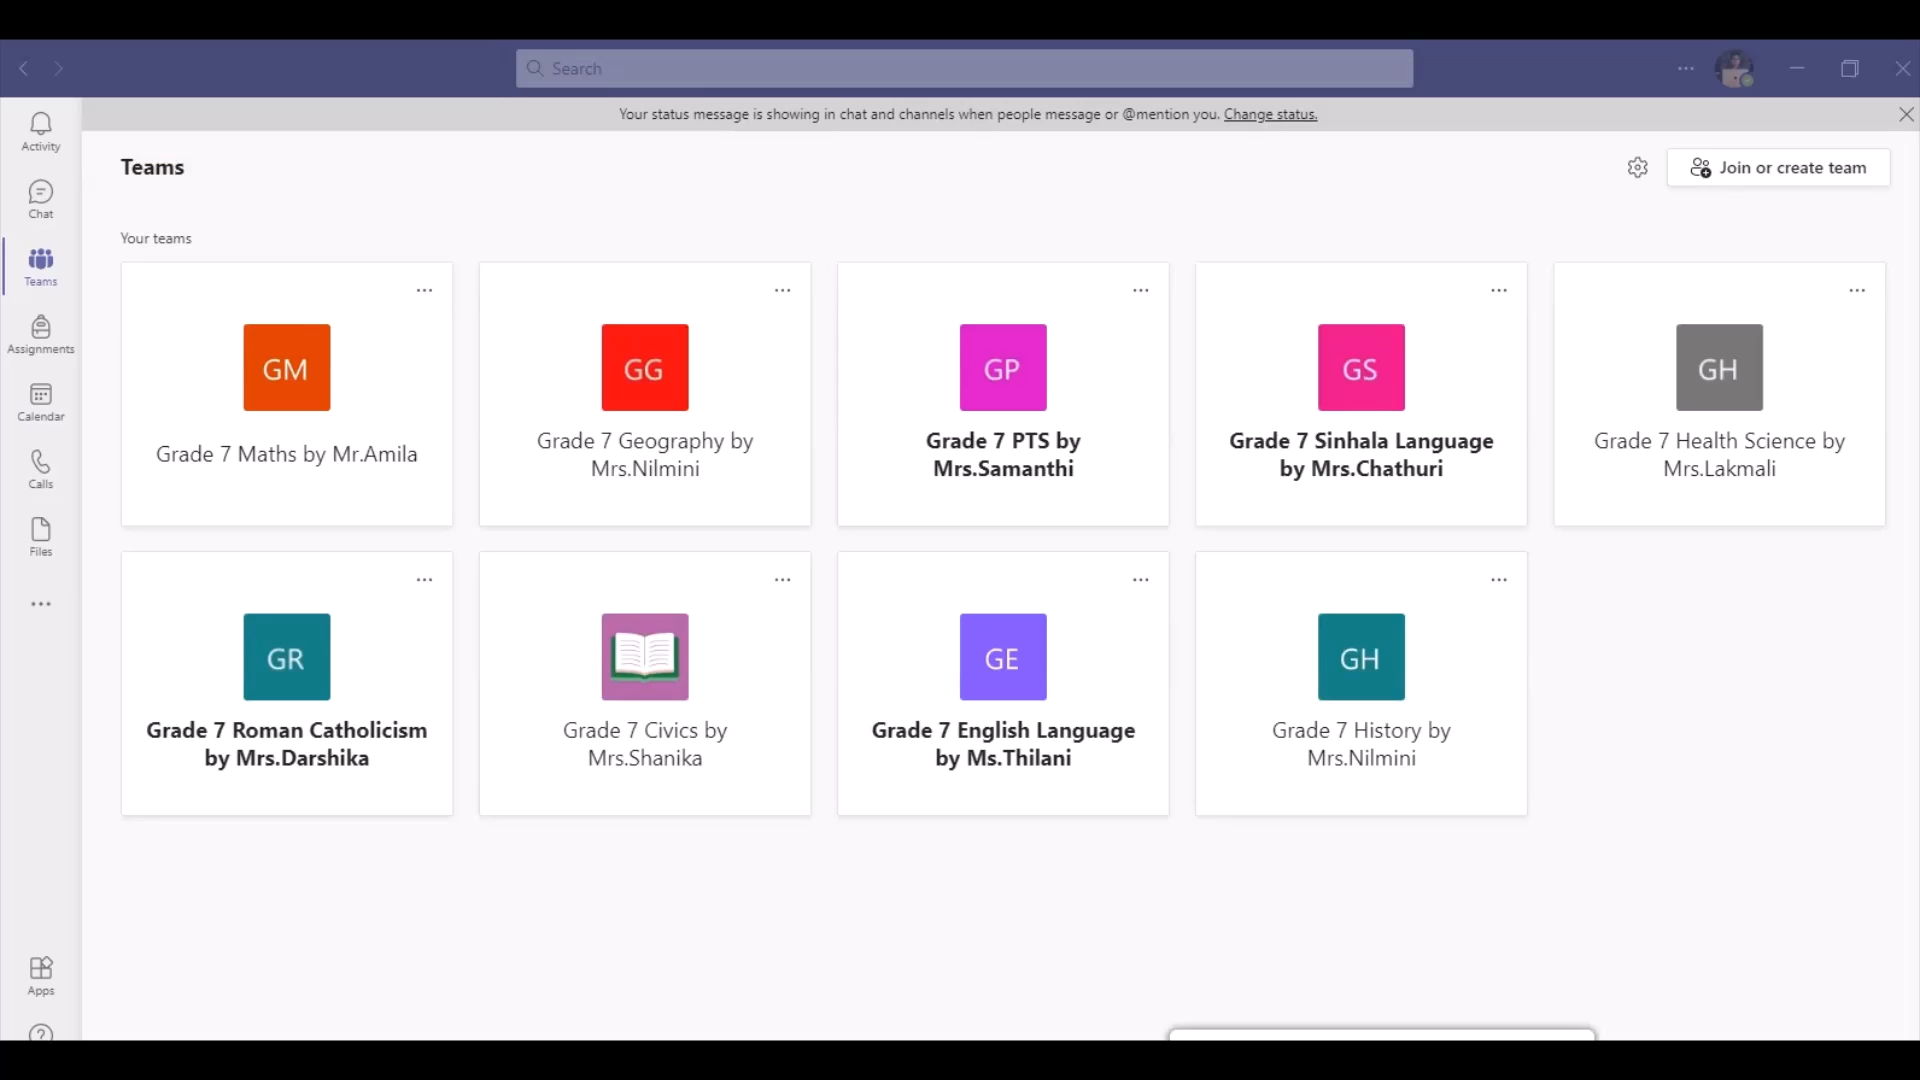 Search
Your status message is showing in chat and channels when people message or @mention you. Change status.
Activity
Chat
Teams
Assignments
Calendar
Calls
Files
Apps
Teams
Join or create team
Your teams
GM
Grade 7 Maths by Mr.Amila
GG
Grade 7 Geography by
Mrs.Nilmini
GP
Grade 7 PTS by
Mrs.Samanthi
GS
Grade 7 Sinhala Language
by Mrs.Chathuri
GH
Grade 7 Health Science by
Mrs.Lakmali
GR
Grade 7 Roman Catholicism
by Mrs.Darshika
Grade 7 Civics by
Mrs.Shanika
GE
Grade 7 English Language
by Ms.Thilani
GH
Grade 7 History by
Mrs.Nilmini